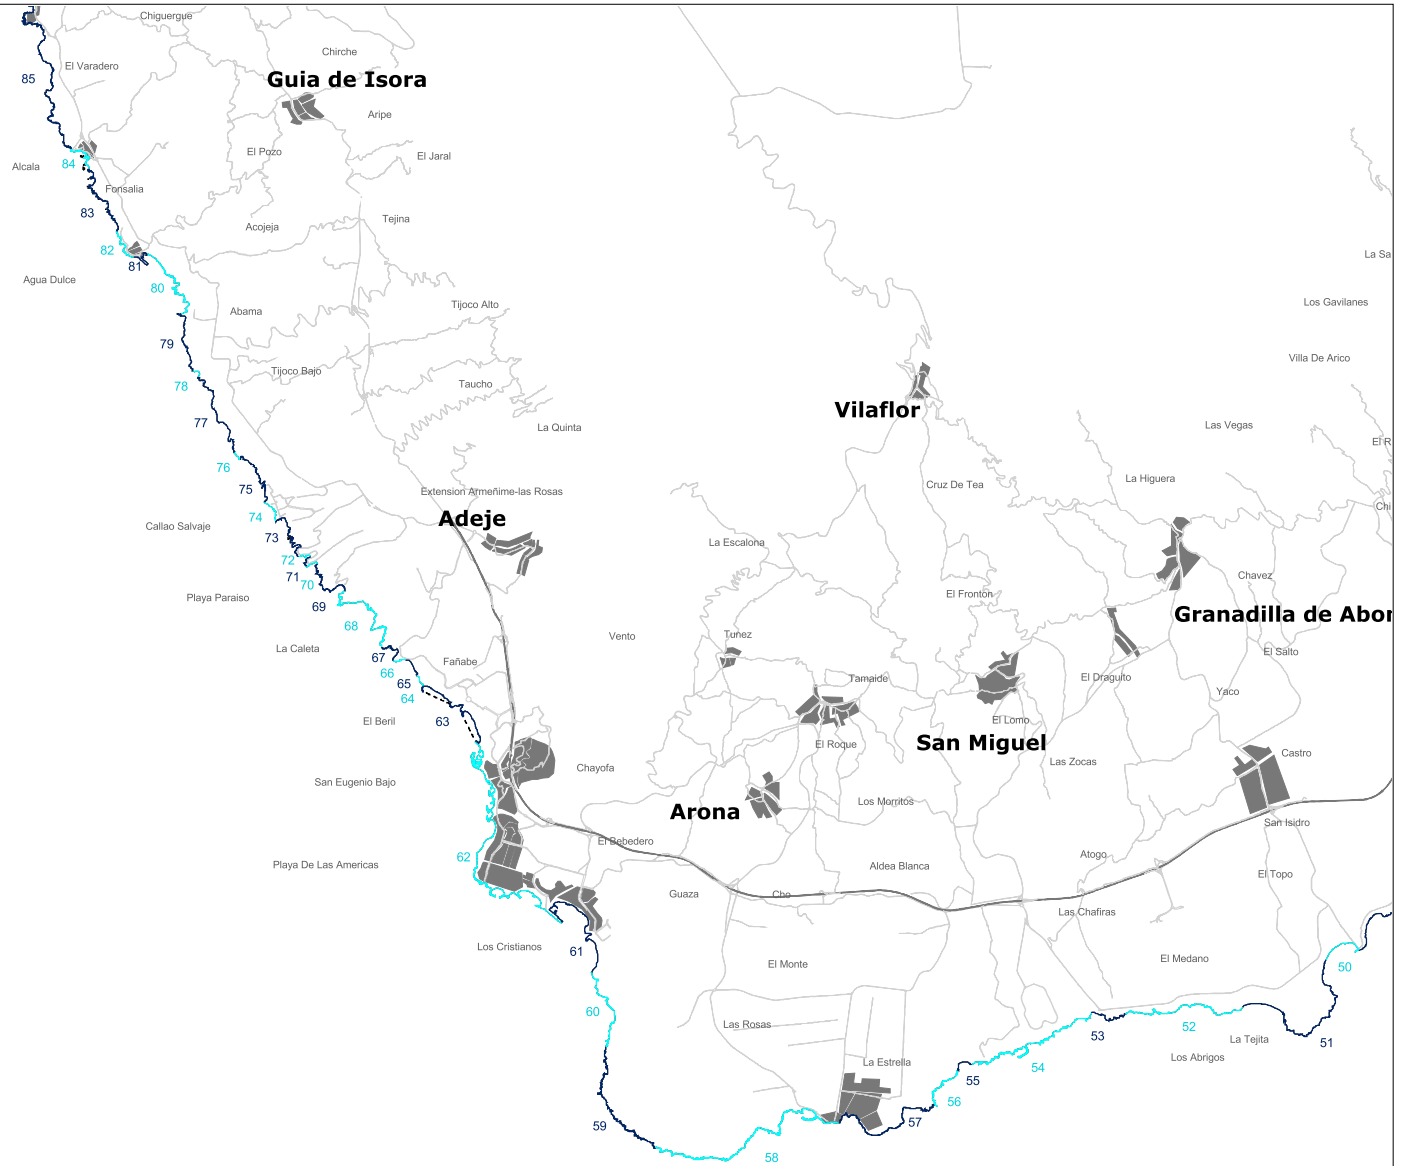 Chiguergue
Chirche
El Varadero
85
Guia de Isora
Aripe
El Pozo
El Jaral
84
Alcala
Fonsalia
83
Tejina
Acojeja
82
La Sa
81
Agua Dulce
80
Los Gavilanes
Tijoco Alto
Abama
79
Villa De Arico
Tijoco Bajo
78
Taucho
Vilaflor
77
Las Vegas
La Quinta
El R
76
La Higuera
Cruz De Tea
75
Extension Armeñime-las Rosas
Chi
74
Adeje
Callao Salvaje
73
La Escalona
72
71
Chavez
70
69
El Fronton
Playa Paraiso
Granadilla de Abor
68
Tunez
Vento
La Caleta
El Salto
67
Fañabe
66
El Draguito
Tamaide
65
Yaco
64
El Beril
63
El Lomo
El Roque
San Miguel
Castro
Las Zocas
Chayofa
San Eugenio Bajo
Los Morritos
Arona
San Isidro
El Bebedero
Atogo
62
Playa De Las Americas
Aldea Blanca
El Topo
Guaza
Cho
Las Chafiras
Los Cristianos
61
El Medano
El Monte
50
60
Las Rosas
53
52
La Tejita
51
Los Abrigos
La Estrella
54
55
56
57
59
58